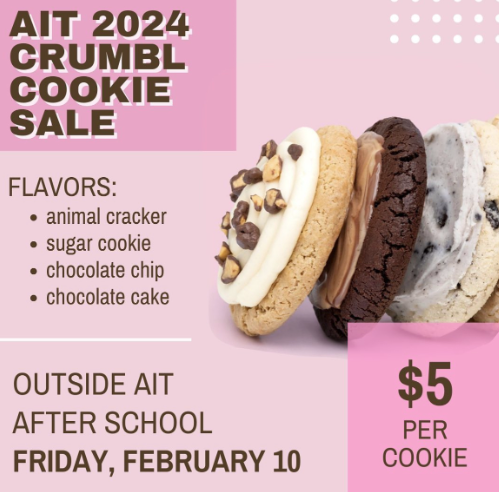 AIT 2024
CRUMBL
COOKIE
SALE
FLAVORS:
• animal cracker
• sugar cookie
• chocolate chip
• chocolate cake
OUTSIDE AIT
AFTER SCHOOL
FRIDAY, FEBRUARY 10
$5
PER
COOKIE